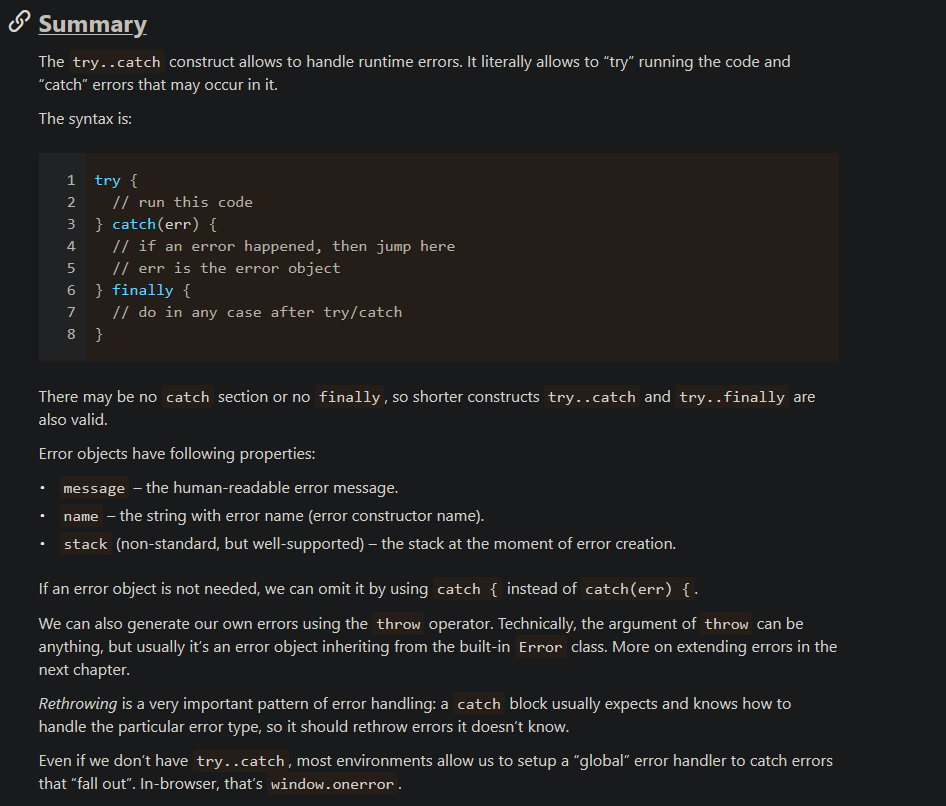 Summary
The try..catch construct allows to handle runtime errors. It literally allows to “try” running the code and
“catch” errors that may occur in it.
The syntax is:
1 try {
2   // run this code
3 } catch(err) {
4   // if an error happened, then jump here
5   // err is the error object
6 } finally {
7   // do in any case after try/catch
8 }
There may be no catch section or no finally, so shorter constructs try..catch and try..finally are
also valid.
Error objects have following properties:
• message – the human-readable error message.
• name – the string with error name (error constructor name).
• stack (non-standard, but well-supported) – the stack at the moment of error creation.
If an error object is not needed, we can omit it by using catch { instead of catch(err) {.
We can also generate our own errors using the throw operator. Technically, the argument of throw can be
anything, but usually it’s an error object inheriting from the built-in Error class. More on extending errors in the
next chapter.
Rethrowing is a very important pattern of error handling: a catch block usually expects and knows how to
handle the particular error type, so it should rethrow errors it doesn’t know.
Even if we don’t have try..catch, most environments allow us to setup a “global” error handler to catch errors
that “fall out”. In-browser, that’s window.onerror.